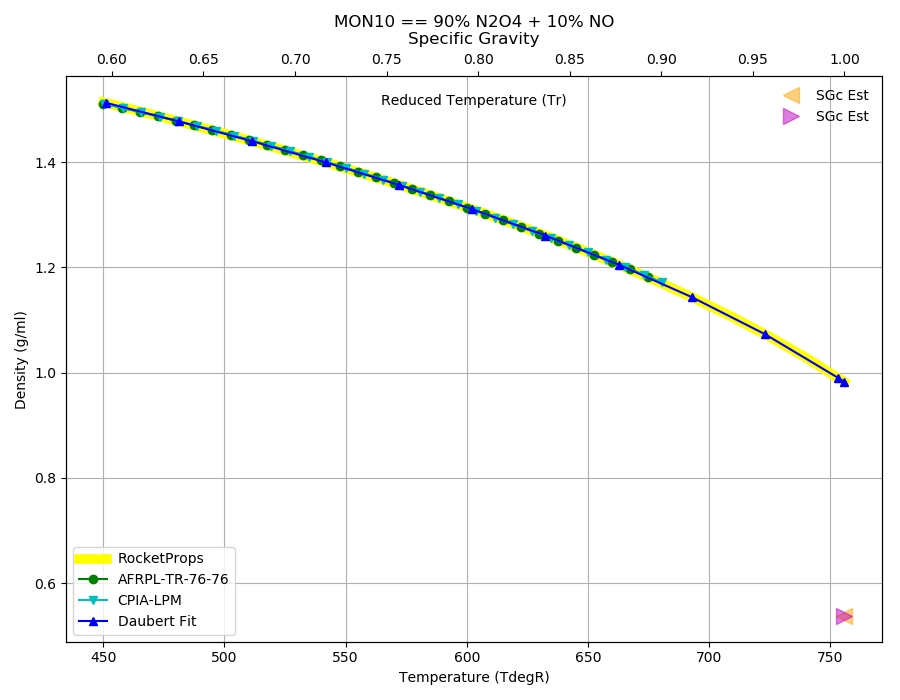 MON10 == 90% N2O4 + 10% NO
Specific Gravity
0.60 0.65 0.70 0.75 0.80 0.85 0.90 0.95 1.00
Reduced Temperature (Tr)
SGc Est
SGc Est
Density (g/ml)
1.4
1.2
1.0
0.8
0.6
RocketProps
AFRPL-TR-76-76
CPIA-LPM
Daubert Fit
450 500 550 600 650 700 750
Temperature (TdegR)